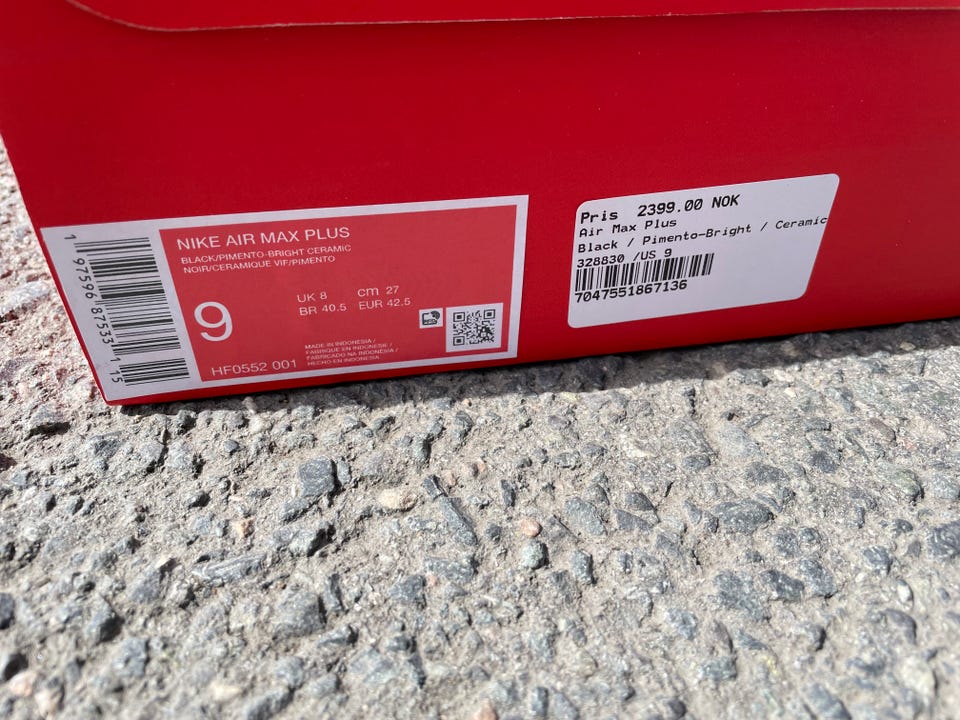 1 97596 87533 1 15
NIKE AIR MAX PLUS
BLACK/PIMENTO-BRIGHT CERAMIC
NOIR/CERAMIQUE VIF/PIMENTO
9
UK 8 cm 27
BR 40.5 EUR 42.5
HF0552 001
MADE IN INDONESIA /
FABRIQUE EN INDONESIE /
FABRICADO NA INDONÉSIA /
HECHO EN INDONESIA
Pris 2399.00 NOK
Air Max Plus
Black / Pimento-Bright / Ceramic
328830 /US 9
7047551867136